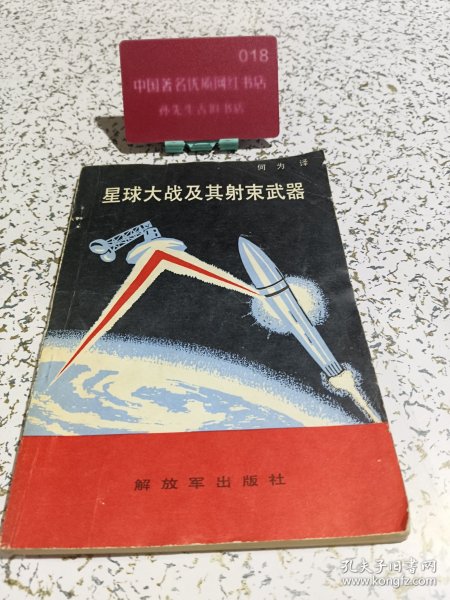 018
中国著名优质网红书店
孙先生古旧书店
何为 译
星球大战及其射束武器
解放军出版社
孔夫子旧书网
www.kongfz.com